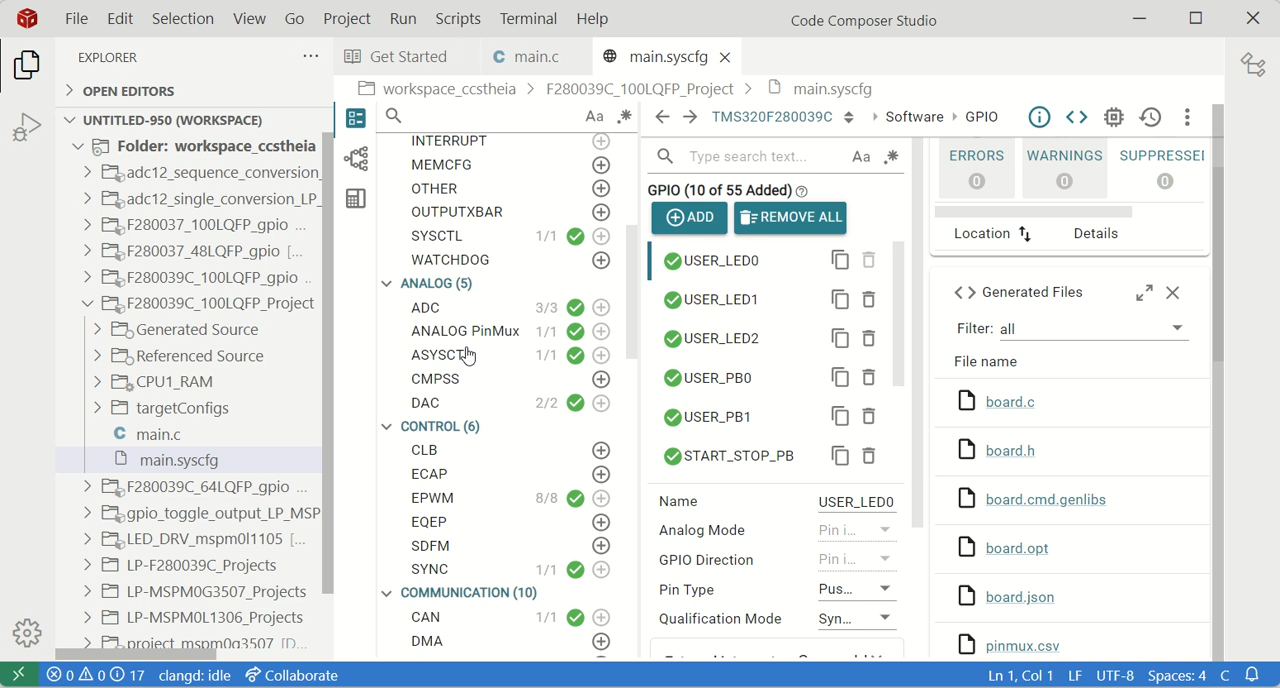 File Edit Selection View Go Project Run Scripts Terminal Help
Code Composer Studio
EXPLORER
OPEN EDITORS
UNTITLED-950 (WORKSPACE)
Folder: workspace_ccstheia
adc12_sequence_conversion_
adc12_single_conversion_LP_
F280037_100LQFP_gpio ...
F280037_48LQFP_gpio [...
F280039C_100LQFP_gpio ..
F280039C_100LQFP_Project
Generated Source
Referenced Source
CPU1_RAM
targetConfigs
C main.c
main.syscfg
F280039C_64LQFP_gpio ...
gpio_toggle_output_LP_MSP
LED_DRV_mspm0l1105 [...
LP-F280039C_Projects
LP-MSPM0G3507_Projects
LP-MSPM0L1306_Projects
project_mspm0g3507 [D...
Get Started
C main.c
main.syscfg
workspace_ccstheia > F280039C_100LQFP_Project > main.syscfg
Aa .*
INTERRUPT
MEMCFG
OTHER
OUTPUTXBAR
SYSCTL 1/1
WATCHDOG
ANALOG (5)
ADC 3/3
ANALOG PinMux 1/1
ASYSCTL 1/1
CMPSS
DAC 2/2
CONTROL (6)
CLB
ECAP
EPWM 8/8
EQEP
SDFM
SYNC 1/1
COMMUNICATION (10)
CAN 1/1
DMA
TMS320F280039C Software GPIO
Type search text... Aa .*
GPIO (10 of 55 Added)
ADD REMOVE ALL
USER_LED0
USER_LED1
USER_LED2
USER_PB0
USER_PB1
START_STOP_PB
Name USER_LED0
Analog Mode Pin i...
GPIO Direction Pin i...
Pin Type Pus...
Qualification Mode Syn...
ERRORS WARNINGS SUPPRESSE
0 0 0
Location Details
Generated Files
Filter: all
File name
board.c
board.h
board.cmd.genlibs
board.opt
board.json
pinmux.csv
0 0 17 clangd: idle Collaborate
Ln 1, Col 1 LF UTF-8 Spaces: 4 C